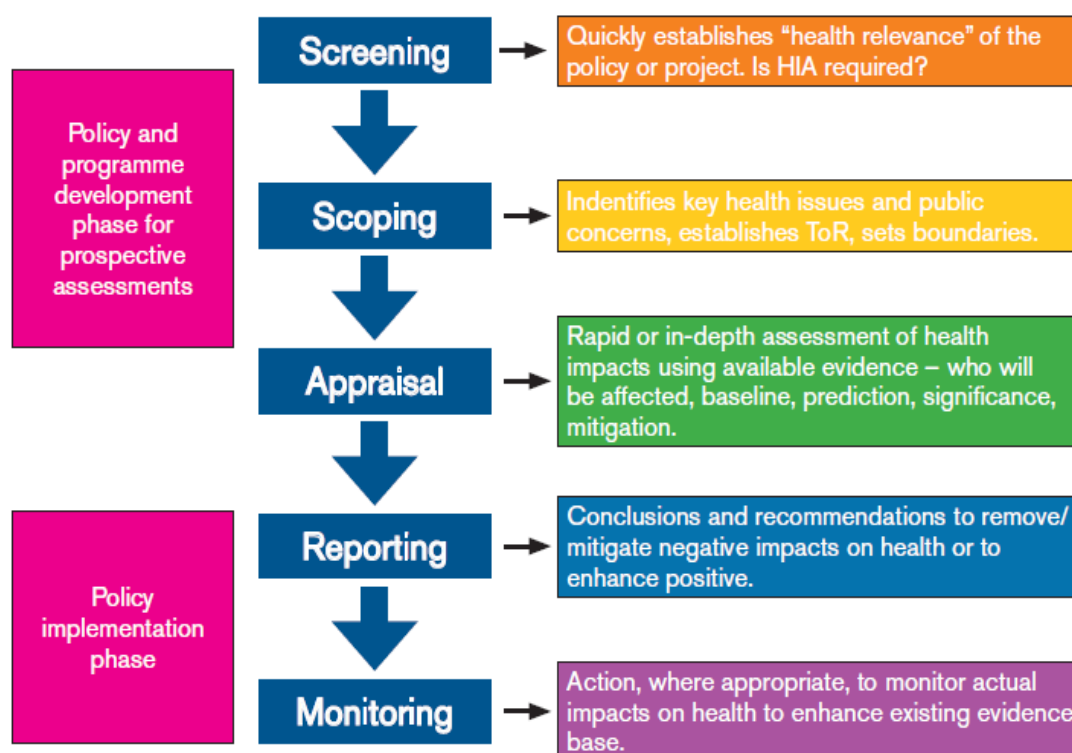 Screening
Quickly establishes “health relevance” of the
policy or project. Is HIA required?
Policy and
programme
development
phase for
prospective
assessments
Scoping
Indentifies key health issues and public
concerns, establishes ToR, sets boundaries.
Appraisal
Rapid or in-depth assessment of health
impacts using available evidence – who will
be affected, baseline, prediction, significance,
mitigation.
Reporting
Conclusions and recommendations to remove/
mitigate negative impacts on health or to
enhance positive.
Policy
implementation
phase
Monitoring
Action, where appropriate, to monitor actual
impacts on health to enhance existing evidence
base.